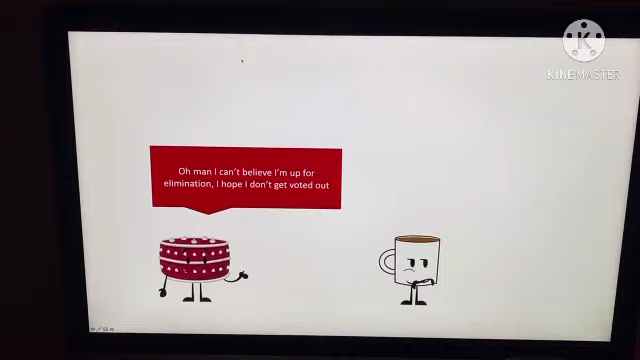 KINEMASTER
Oh man I can't believe I'm up for
elimination, I hope I don't get voted out